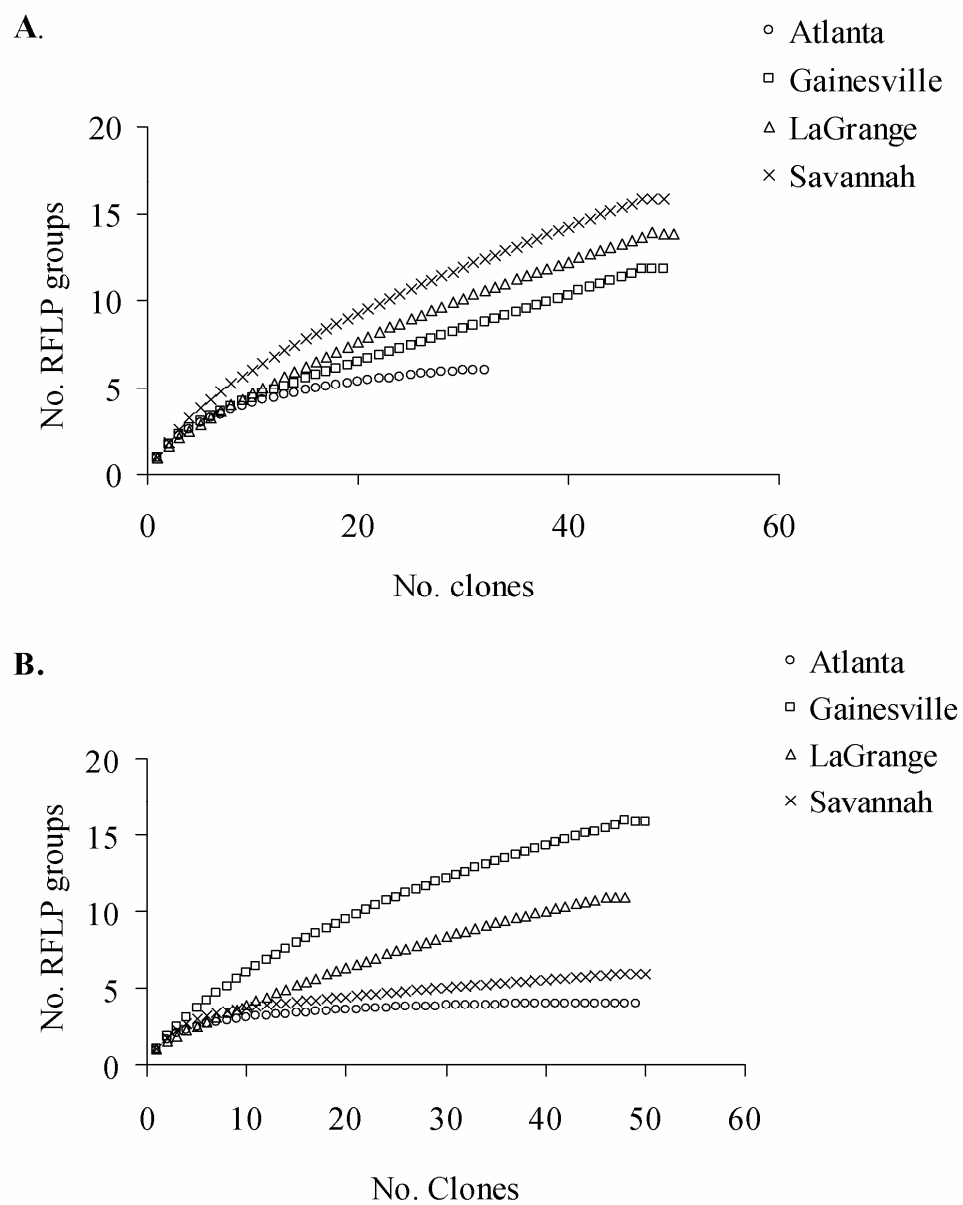 A.
Atlanta
Gainesville
LaGrange
Savannah
20
15
10
5
0
No. RFLP groups
0 20 40 60
No. clones
B.
Atlanta
Gainesville
LaGrange
Savannah
20
15
10
5
0
No. RFLP groups
0 10 20 30 40 50 60
No. Clones